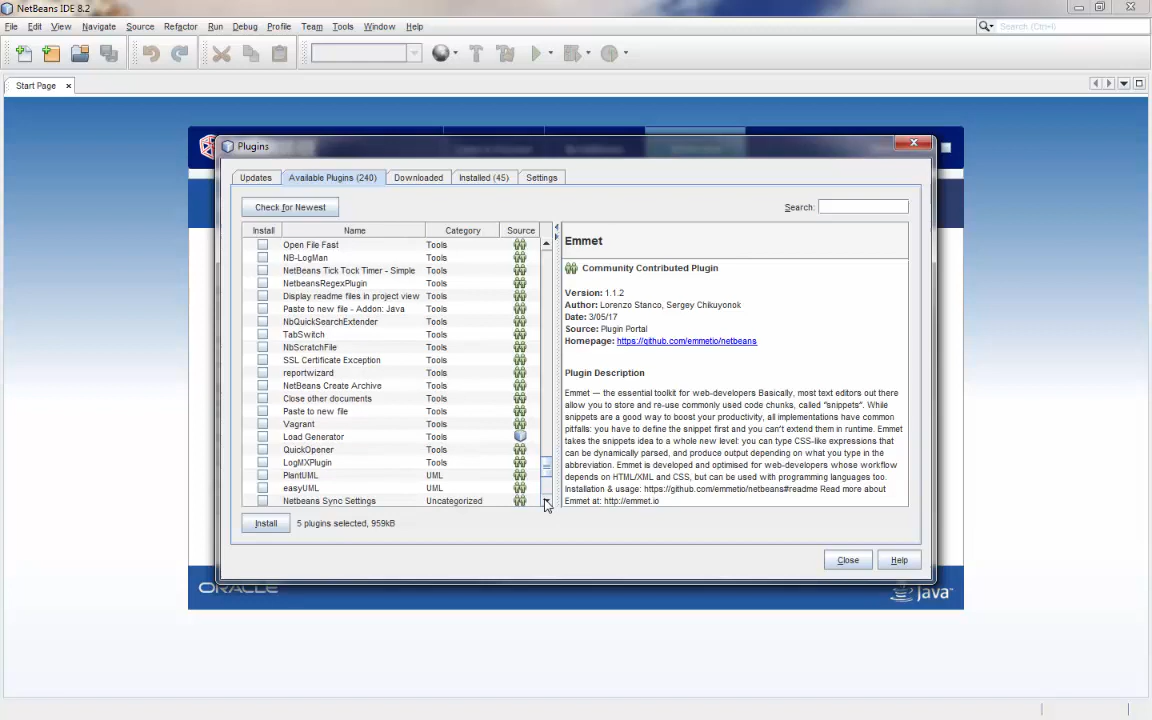 NetBeans IDE 8.2
File Edit View Navigate Source Refactor Run Debug Profile Team Tools Window Help
Search (Ctrl+I)
Start Page
Plugins
Updates Available Plugins (240) Downloaded Installed (45) Settings
Check for Newest
Search:
Install Name Category Source
Open File Fast Tools
NB-LogMan Tools
NetBeans Tick Tock Timer - Simple Tools
NetbeansRegexPlugin Tools
Display readme files in project view Tools
Paste to new file - Addon: Java Tools
NbQuickSearchExtender Tools
TabSwitch Tools
NbScratchFile Tools
SSL Certificate Exception Tools
reportwizard Tools
NetBeans Create Archive Tools
Close other documents Tools
Paste to new file Tools
Vagrant Tools
Load Generator Tools
QuickOpener Tools
LogMXPlugin Tools
PlantUML UML
easyUML UML
Netbeans Sync Settings Uncategorized
Emmet
Community Contributed Plugin
Version: 1.1.2
Author: Lorenzo Stanco, Sergey Chikuyonok
Date: 3/05/17
Source: Plugin Portal
Homepage: https://github.com/emmetio/netbeans
Plugin Description
Emmet — the essential toolkit for web-developers Basically, most text editors out there
allow you to store and re-use commonly used code chunks, called “snippets”. While
snippets are a good way to boost your productivity, all implementations have common
pitfalls: you have to define the snippet first and you can’t extend them in runtime. Emmet
takes the snippets idea to a whole new level: you can type CSS-like expressions that
can be dynamically parsed, and produce output depending on what you type in the
abbreviation. Emmet is developed and optimised for web-developers whose workflow
depends on HTML/XML and CSS, but can be used with programming languages too.
Installation & usage: https://github.com/emmetio/netbeans#readme Read more about
Emmet at: http://emmet.io
Install 5 plugins selected, 959kB
Close Help
ORACLE
Java